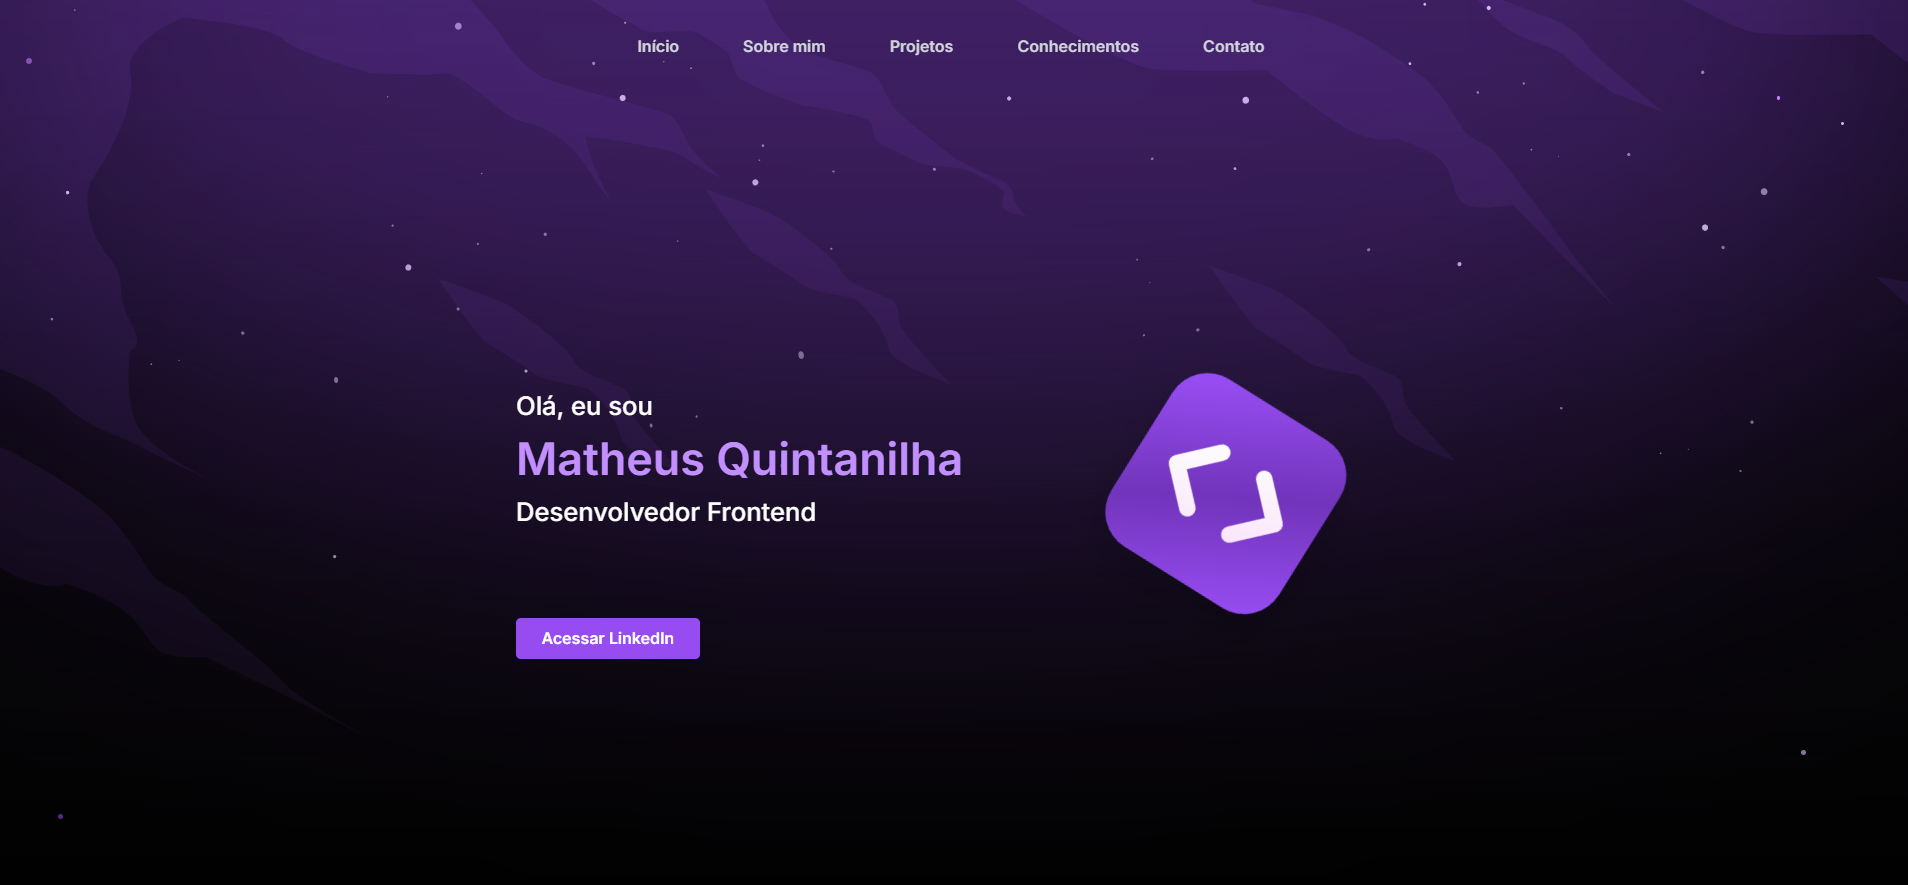 Início Sobre mim Projetos Conhecimentos Contato
Olá, eu sou
Matheus Quintanilha
Desenvolvedor Frontend
Acessar LinkedIn